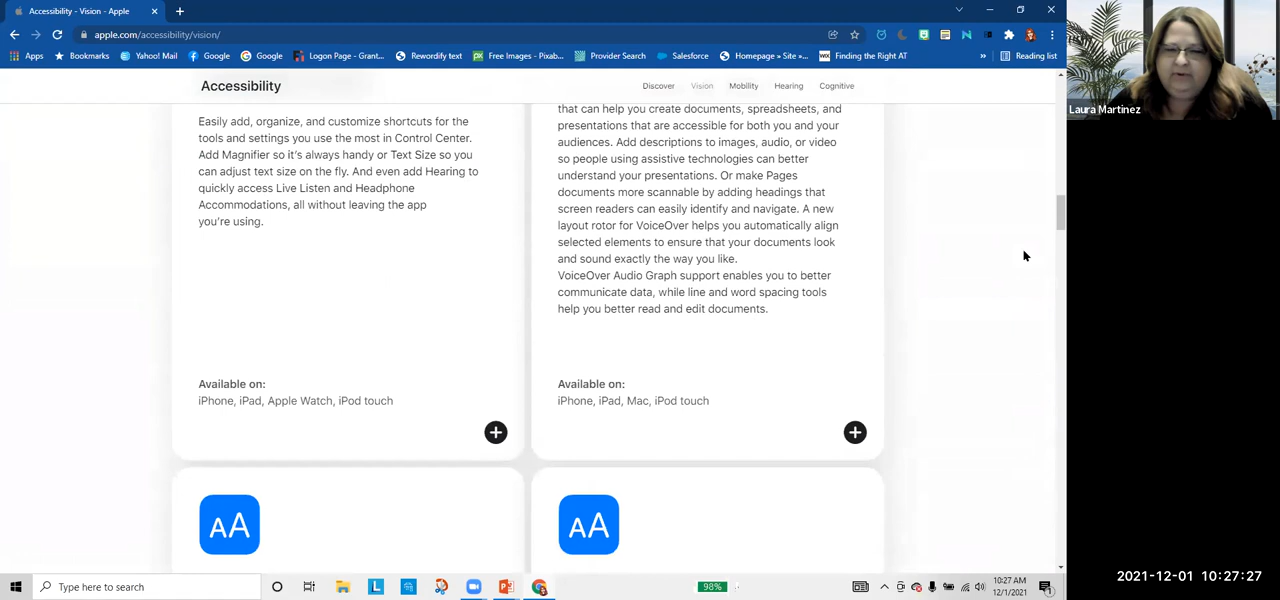 Accessibility - Vision - Apple
apple.com/accessibility/vision/
Apps
Bookmarks
Yahoo! Mail
Google
Google
Logon Page - Grant...
Rewordify text
Free Images - Pixab...
Provider Search
Salesforce
Homepage » Site »...
Finding the Right AT
»
Reading list
Laura Martinez
Accessibility
Discover
Vision
Mobility
Hearing
Cognitive
Easily add, organize, and customize shortcuts for the
tools and settings you use the most in Control Center.
Add Magnifier so it's always handy or Text Size so you
can adjust text size on the fly. And even add Hearing to
quickly access Live Listen and Headphone
Accommodations, all without leaving the app
you're using.
Available on:
iPhone, iPad, Apple Watch, iPod touch
that can help you create documents, spreadsheets, and
presentations that are accessible for both you and your
audiences. Add descriptions to images, audio, or video
so people using assistive technologies can better
understand your presentations. Or make Pages
documents more scannable by adding headings that
screen readers can easily identify and navigate. A new
layout rotor for VoiceOver helps you automatically align
selected elements to ensure that your documents look
and sound exactly the way you like.
VoiceOver Audio Graph support enables you to better
communicate data, while line and word spacing tools
help you better read and edit documents.
Available on:
iPhone, iPad, Mac, iPod touch
AA
AA
Type here to search
98%
10:27 AM
12/1/2021
2021-12-01 10:27:27